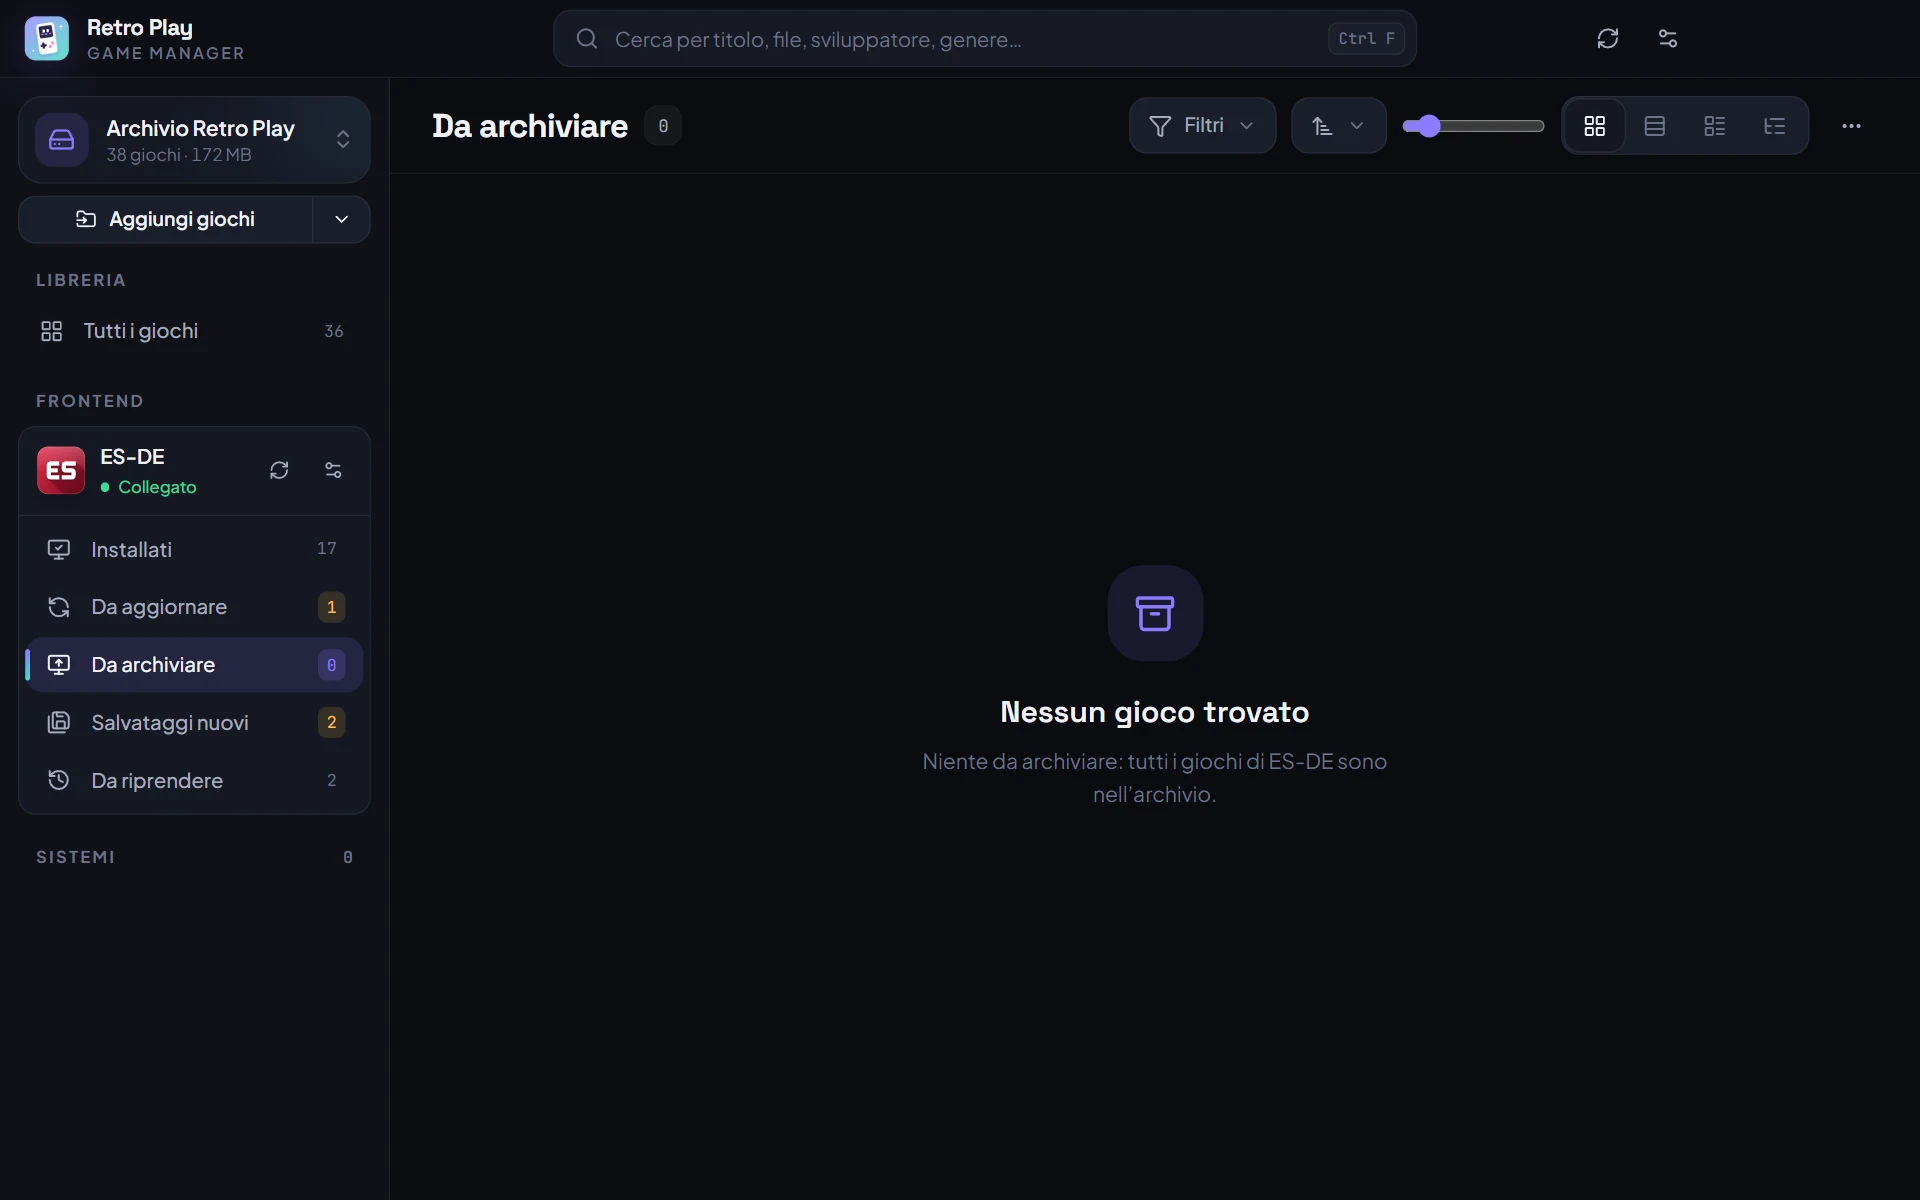 Retro Play
GAME MANAGER
Cerca per titolo, file, sviluppatore, genere…
Ctrl F
Archivio Retro Play
38 giochi · 172 MB
Aggiungi giochi
LIBRERIA
Tutti i giochi 36
FRONTEND
ES
ES-DE
Collegato
Installati 17
Da aggiornare 1
Da archiviare 0
Salvataggi nuovi 2
Da riprendere 2
SISTEMI 0
Da archiviare 0
Filtri
Nessun gioco trovato
Niente da archiviare: tutti i giochi di ES-DE sono
nell’archivio.